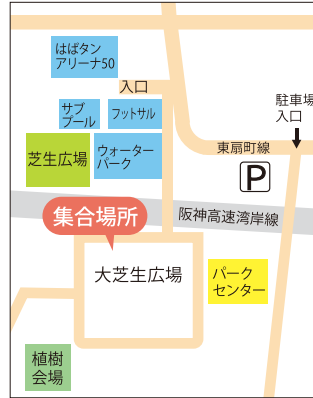 はばタン
アリーナ50
入口
サブ
プール
フットサル
駐車場
入口
芝生広場
ウォーター
パーク
東扇町線
P
阪神高速湾岸線
集合場所
大芝生広場
パーク
センター
植樹
会場